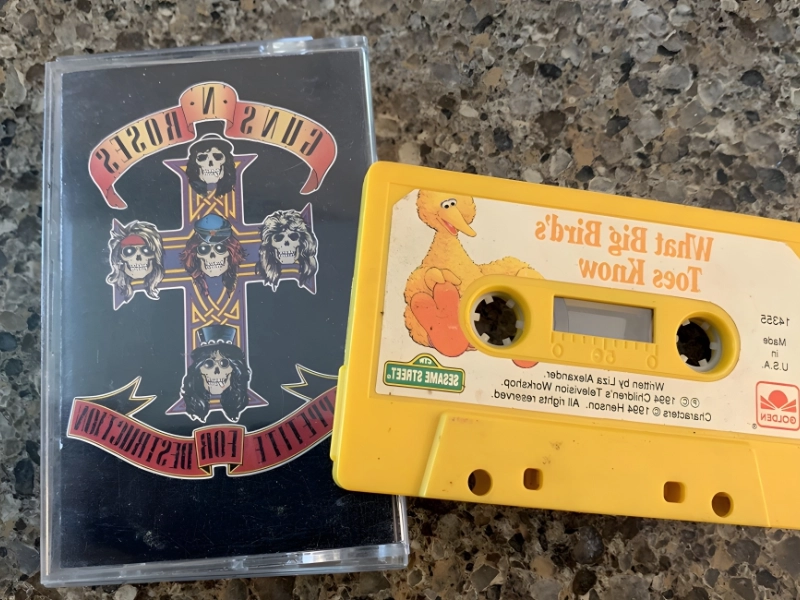 GUNS N' ROSES
APPETITE FOR DESTRUCTION
What Big Bird's
Toes Know
14355
Made
in
U.S.A.
123
SESAME STREET®
Written by Liza Alexander.
℗ © 1994 Children's Television Workshop.
Characters © 1994 Henson. All rights reserved.
GOLDEN®